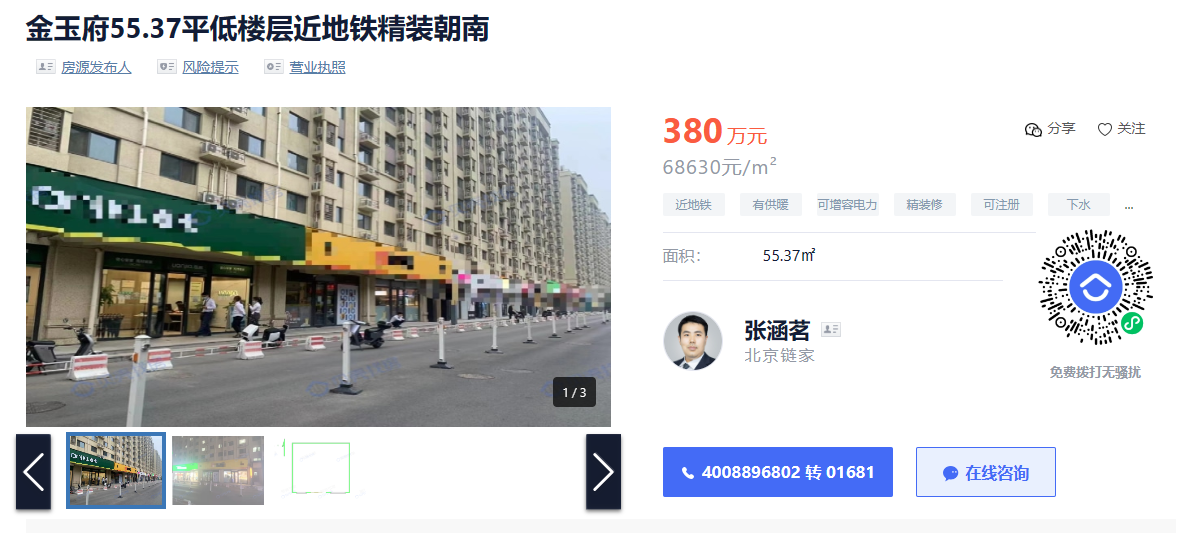 金玉府55.37平低楼层近地铁精装朝南
房源发布人 风险提示 营业执照
380万元
分享 关注
68630元/m²
近地铁 有供暖 可增容电力 精装修 可注册 下水 ...
面积: 55.37㎡
张涵茗
北京链家
免费拨打无骚扰
1 / 3
4008896802 转 01681
在线咨询